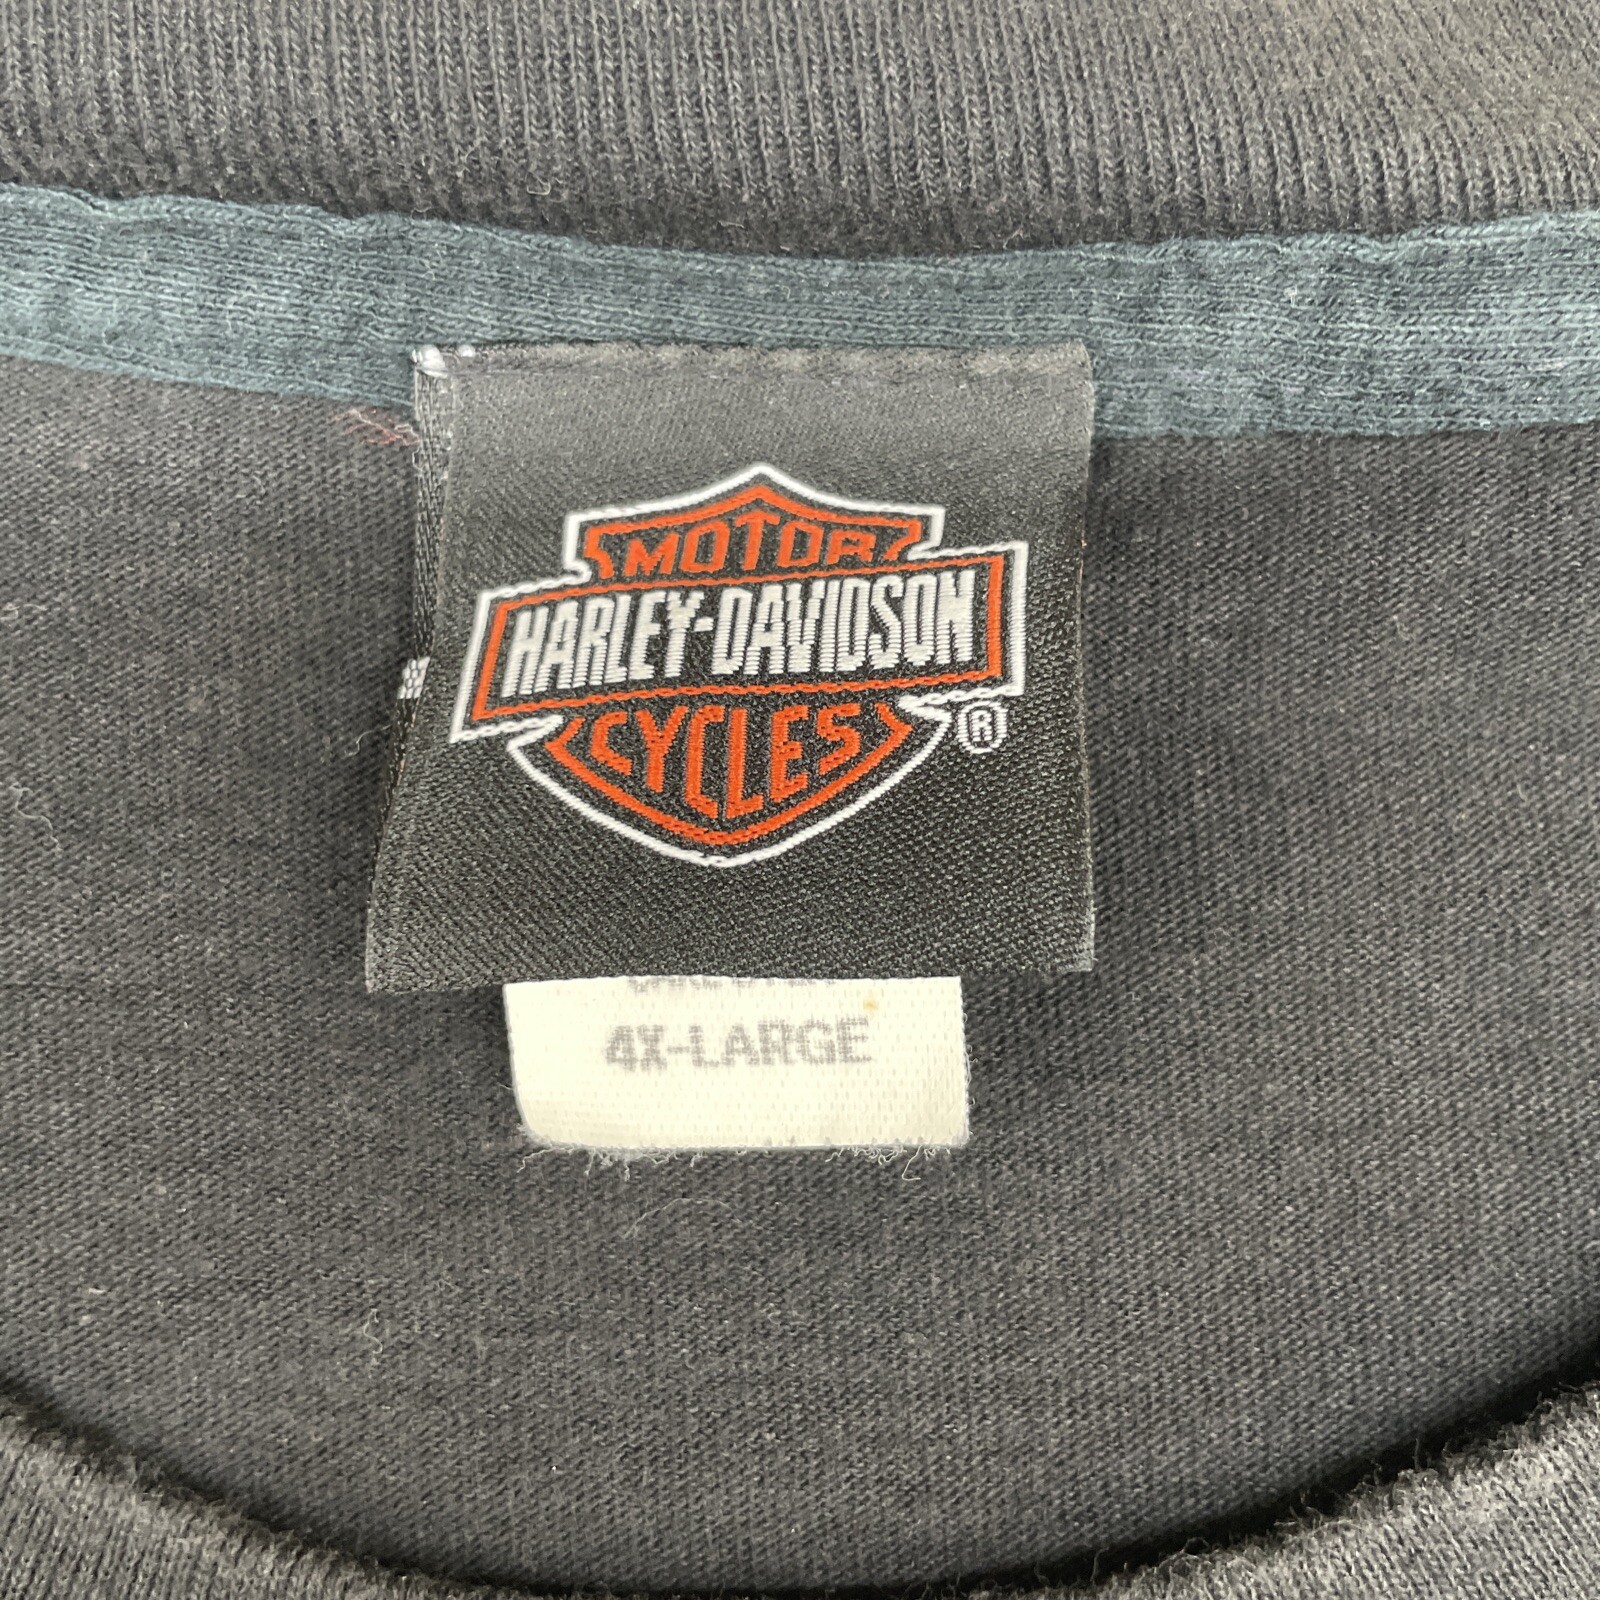 MOTOR
HARLEY-DAVIDSON
CYCLES
®
4X-LARGE